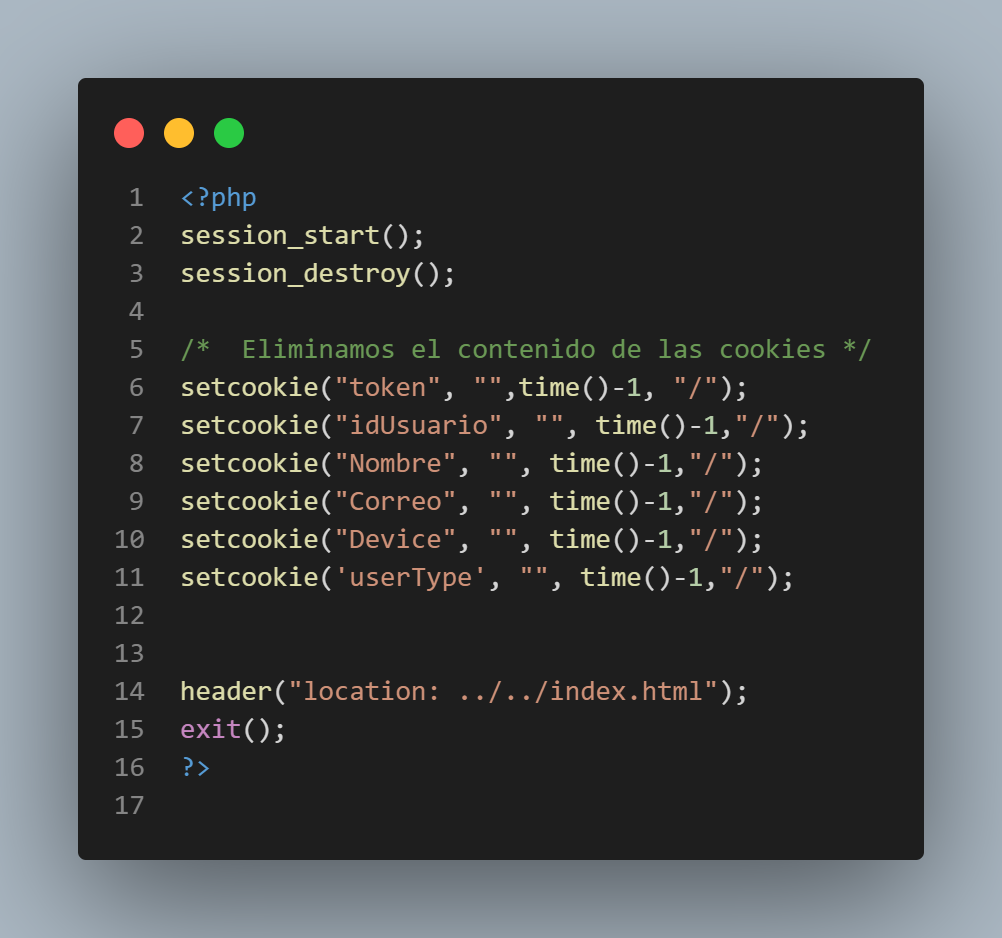 1 <?php
2 session_start();
3 session_destroy();
4
5 /*  Eliminamos el contenido de las cookies */
6 setcookie("token", "",time()-1, "/");
7 setcookie("idUsuario", "", time()-1,"/");
8 setcookie("Nombre", "", time()-1,"/");
9 setcookie("Correo", "", time()-1,"/");
10 setcookie("Device", "", time()-1,"/");
11 setcookie('userType', "", time()-1,"/");
12
13
14 header("location: ../../index.html");
15 exit();
16 ?>
17